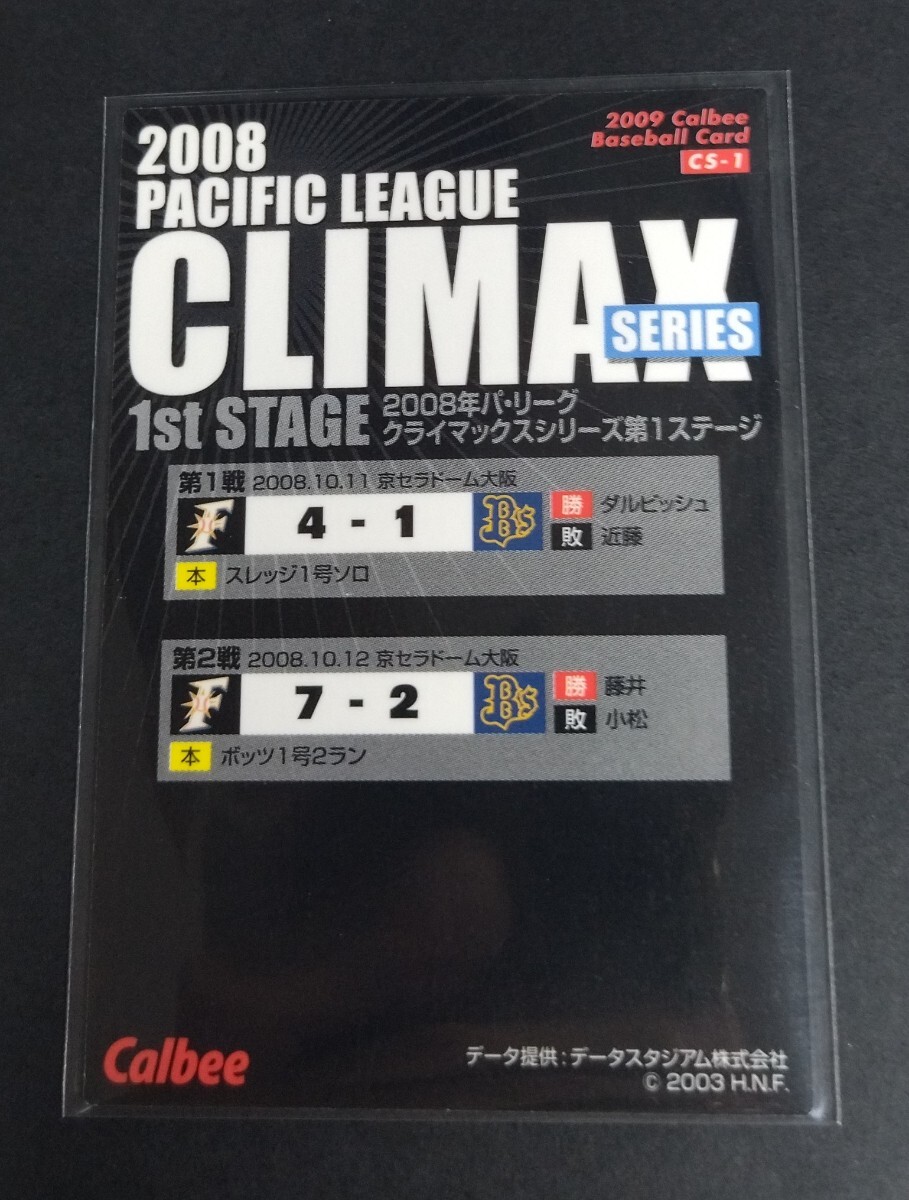 2009 Calbee
Baseball Card
CS-1
2008
PACIFIC LEAGUE
CLIMAX
SERIES
1st STAGE
2008年パ・リーグ
クライマックスシリーズ第1ステージ
第1戦 2008.10.11 京セラドーム大阪
F 4 - 1 Bs
勝 ダルビッシュ
敗 近藤
本 スレッジ1号ソロ
第2戦 2008.10.12 京セラドーム大阪
F 7 - 2 Bs
勝 藤井
敗 小松
本 ボッツ1号2ラン
Calbee
データ提供:データスタジアム株式会社
© 2003 H.N.F.